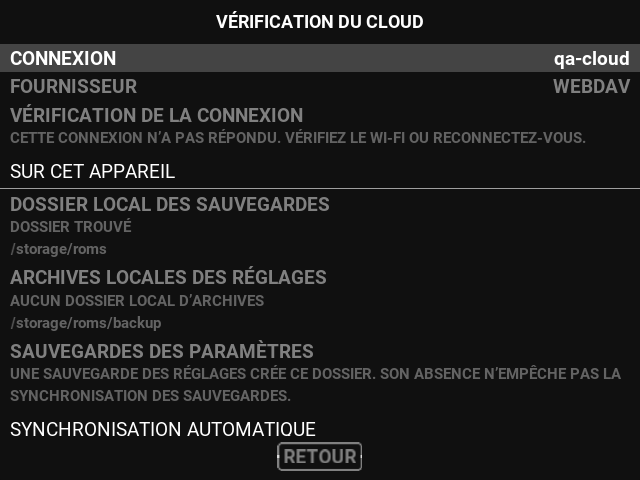 VÉRIFICATION DU CLOUD
CONNEXION qa-cloud
FOURNISSEUR WEBDAV
VÉRIFICATION DE LA CONNEXION
CETTE CONNEXION N’A PAS RÉPONDU. VÉRIFIEZ LE WI-FI OU RECONNECTEZ-VOUS.
SUR CET APPAREIL
DOSSIER LOCAL DES SAUVEGARDES
DOSSIER TROUVÉ
/storage/roms
ARCHIVES LOCALES DES RÉGLAGES
AUCUN DOSSIER LOCAL D’ARCHIVES
/storage/roms/backup
SAUVEGARDES DES PARAMÈTRES
UNE SAUVEGARDE DES RÉGLAGES CRÉE CE DOSSIER. SON ABSENCE N’EMPÊCHE PAS LA
SYNCHRONISATION DES SAUVEGARDES.
SYNCHRONISATION AUTOMATIQUE
RETOUR